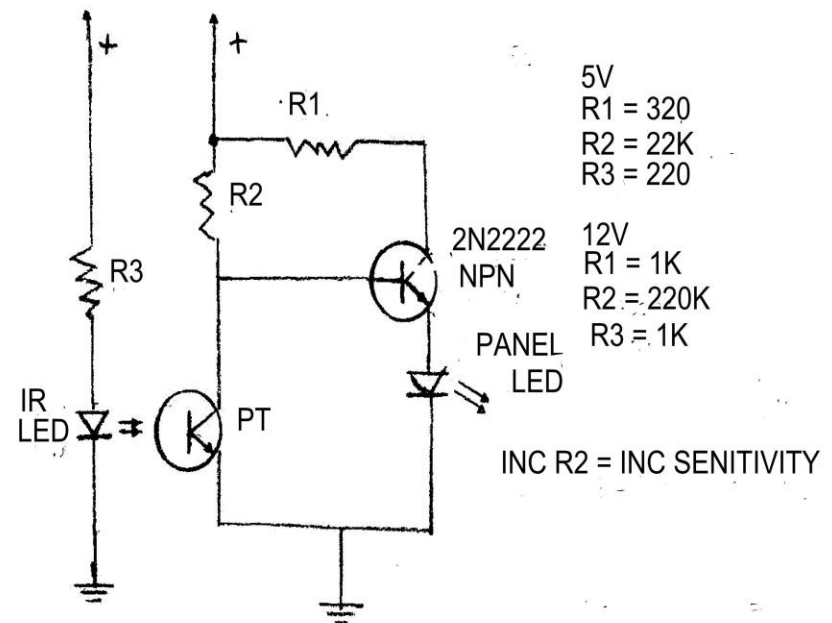 +
+
R1
R2
R3
IR
LED
PT
2N2222
NPN
PANEL
LED
5V
R1 = 320
R2 = 22K
R3 = 220
12V
R1 = 1K
R2 = 220K
R3 = 1K
INC R2 = INC SENITIVITY